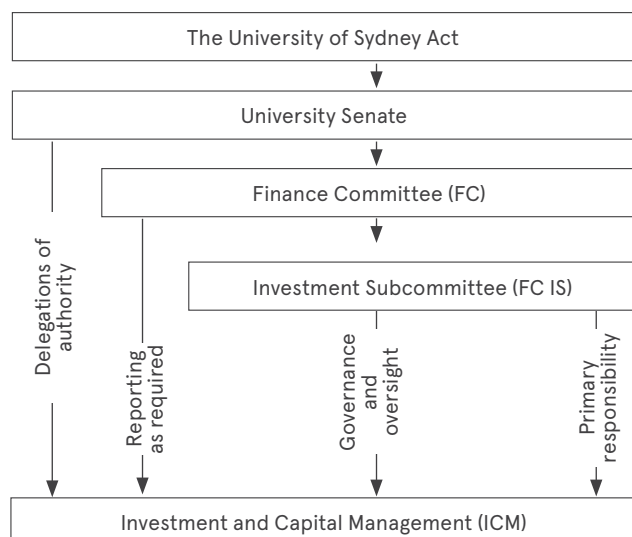 The University of Sydney Act
University Senate
Finance Committee (FC)
Investment Subcommittee (FC IS)
Delegations of
authority
Reporting
as required
Governance
and
oversight
Primary
responsibility
Investment and Capital Management (ICM)